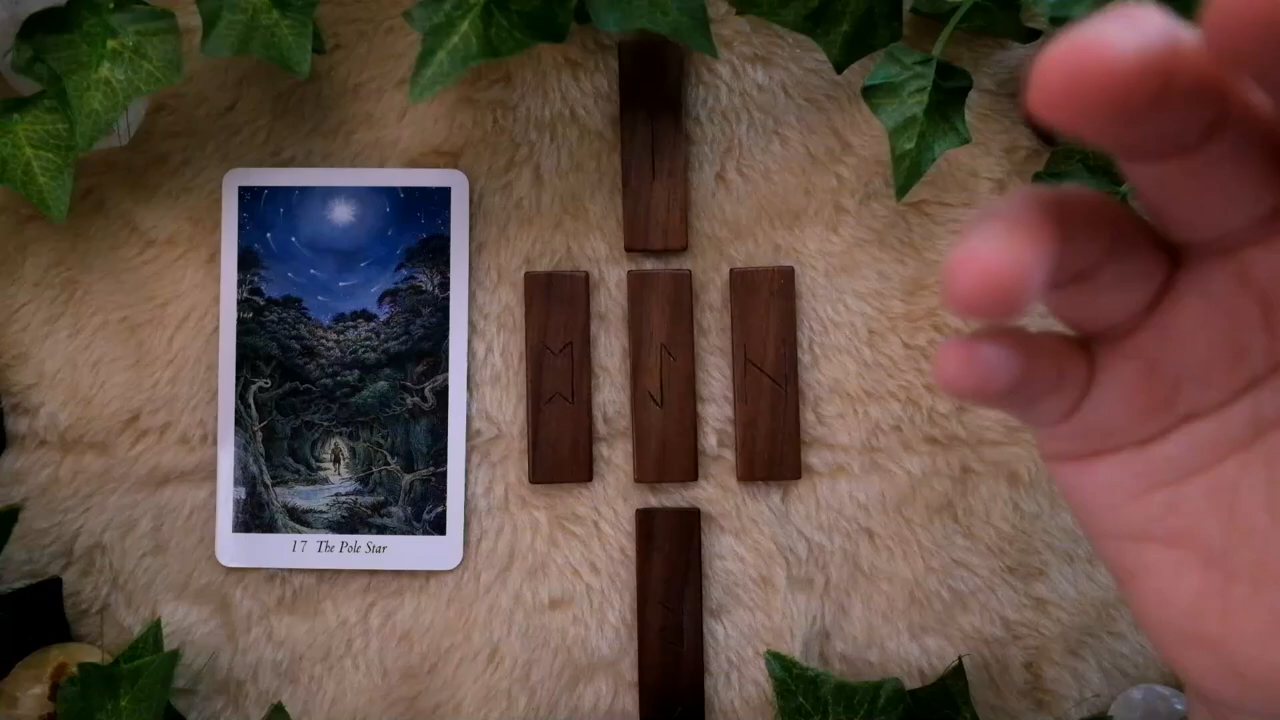 ᛁ
ᛈ ᛇ ᚺ
17 The Pole Star